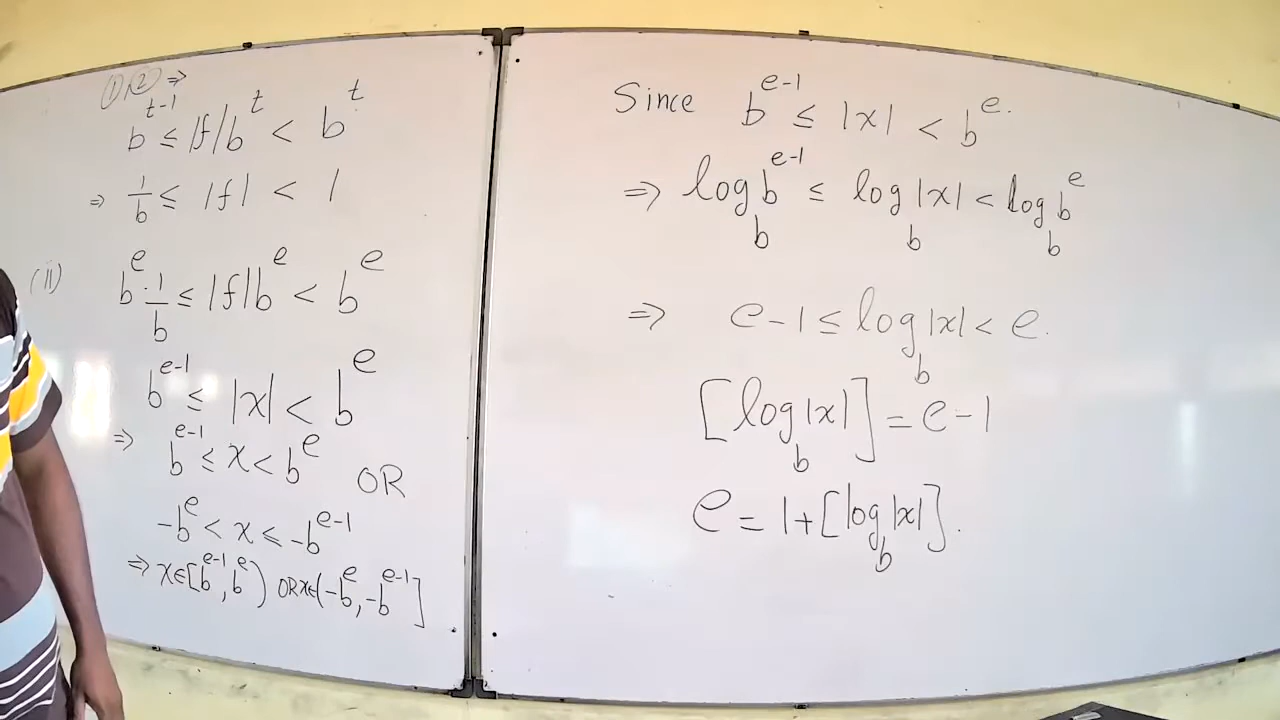 ①,② ⇒
b^{t-1} ≤ |f|b^t < b^t
⇒ 1/b ≤ |f| < 1
(ii) b^e · 1/b ≤ |f|b^e < b^e
b^{e-1} ≤ |x| < b^e
⇒ b^{e-1} ≤ x < b^e OR
-b^e < x ≤ -b^{e-1}
⇒ x∈[b^{e-1}, b^e) OR x∈(-b^e, -b^{e-1}]
Since b^{e-1} ≤ |x| < b^e.
⇒ log_b b^{e-1} ≤ log_b |x| < log_b b^e
⇒ e-1 ≤ log_b |x| < e.
[log_b |x|] = e-1
e = 1+[log_b |x|].